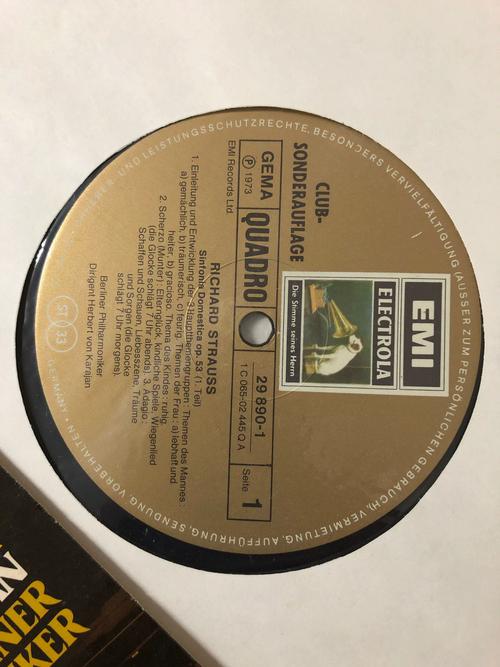 EMI
ELECTROLA
Die Stimme seines Herrn
CLUB-
SONDERAUFLAGE
GEMA
QUADRO
29 890-1
Seite
1
Ⓟ 1973
1 C 065-02 445 Q A
EMI Records Ltd.
RICHARD STRAUSS
Sinfonia Domestica op. 53 (1. Teil)
1. Einleitung und Entwicklung der 3 Hauptthemengruppen: Themen des Mannes:
a) gemächlich. b) träumerisch. c) feurig. Themen der Frau: a) lebhaft und
heiter, b) grazioso. Thema des Kindes: ruhig.
2. Scherzo (Munter): Elternglück, kindliche Spiele, Wiegenlied
(die Glocke schlägt 7 Uhr abends) 3. Adagio:
Schaffen und Schauen, Liebesszene, Träume
und Sorgen (die Glocke
schlägt 7 Uhr morgens).
Berliner Philharmoniker
Dirigent Herbert von Karajan
ST 33
UND LEISTUNGSSCHUTZRECHTE, BESONDERS VERVIELFÄLTIGUNG (AUSSER ZUM PERSÖNLICHEN GEBRAUCH), VERMIETUNG, AUFFÜHRUNG, SENDUNG, VORBEHALTEN • GERMANY •
N
NER
KER